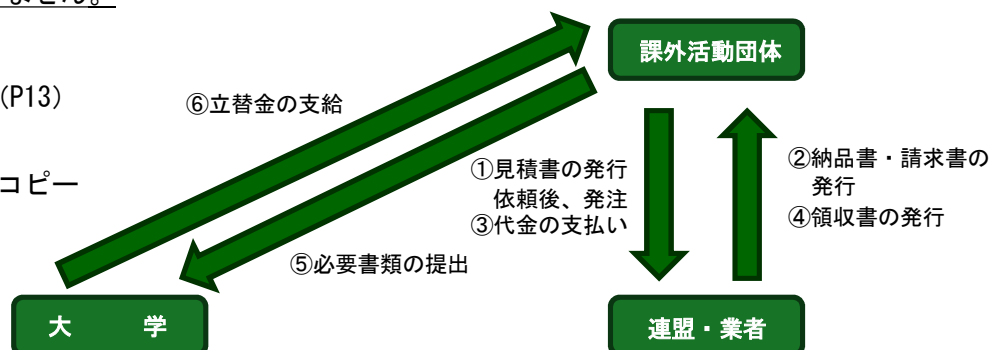 ません。
課外活動団体
(P13)
⑥立替金の支給
コピー
①見積書の発行
依頼後、発注
③代金の支払い
②納品書・請求書の
発行
④領収書の発行
⑤必要書類の提出
大 学
連盟・業者